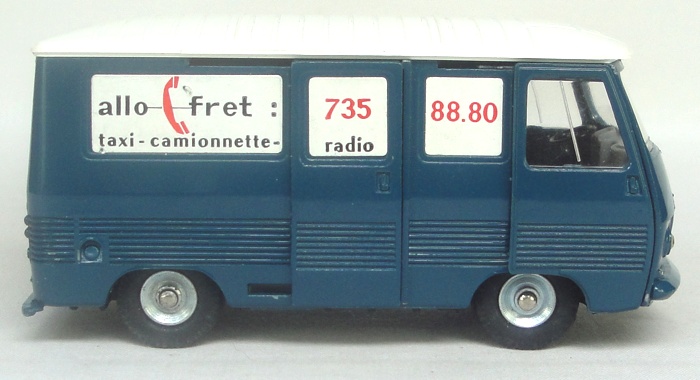 allo fret :
taxi-camionnette-
735
radio
88.80